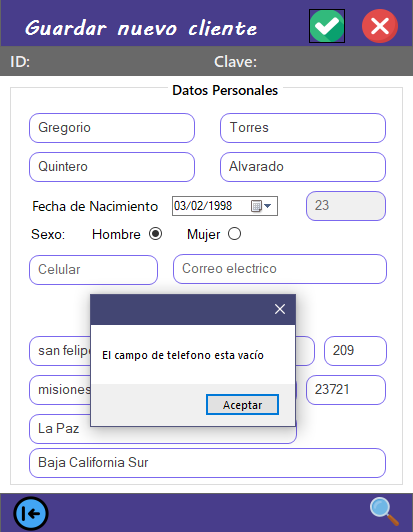 Guardar nuevo cliente
ID: Clave:
Datos Personales
Gregorio Torres
Quintero Alvarado
Fecha de Nacimiento 03/02/1998 23
Sexo: Hombre Mujer
Celular Correo electrico
El campo de telefono esta vacío
san felipe 209
misiones 23721
Aceptar
La Paz
Baja California Sur